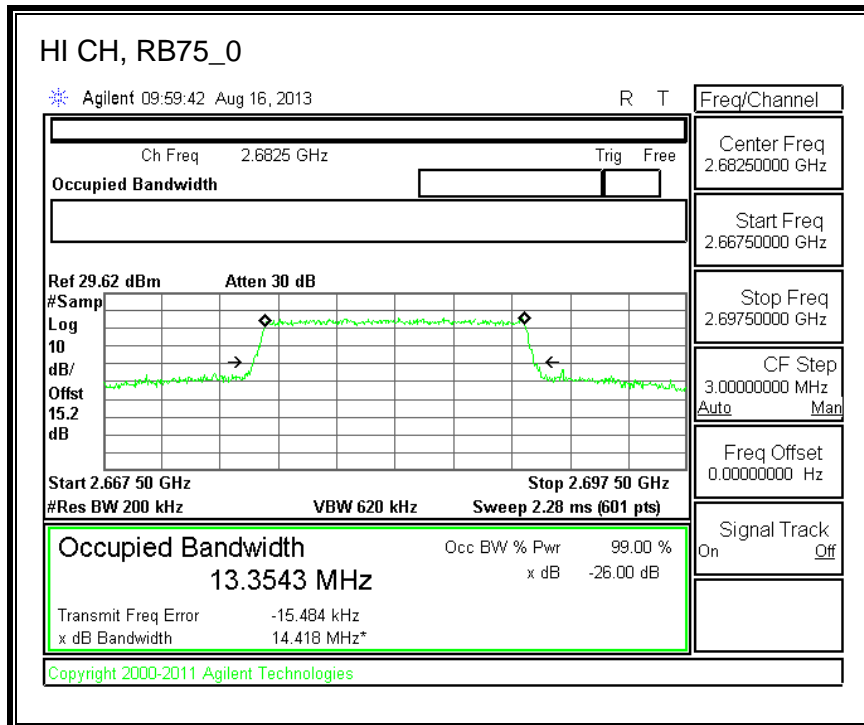 HI CH, RB75_0
Agilent 09:59:42 Aug 16, 2013 R T
Freq/Channel
Ch Freq 2.6825 GHz Trig Free
Occupied Bandwidth
Center Freq
2.68250000 GHz
Start Freq
2.66750000 GHz
Stop Freq
2.69750000 GHz
CF Step
3.00000000 MHz
Auto Man
Freq Offset
0.00000000 Hz
Signal Track
On Off
Ref 29.62 dBm Atten 30 dB
#Samp
Log
10
dB/
Offst
15.2
dB
Start 2.667 50 GHz Stop 2.697 50 GHz
#Res BW 200 kHz VBW 620 kHz Sweep 2.28 ms (601 pts)
Occupied Bandwidth
13.3543 MHz
Occ BW % Pwr 99.00 %
x dB -26.00 dB
Transmit Freq Error -15.484 kHz
x dB Bandwidth 14.418 MHz*
Copyright 2000-2011 Agilent Technologies